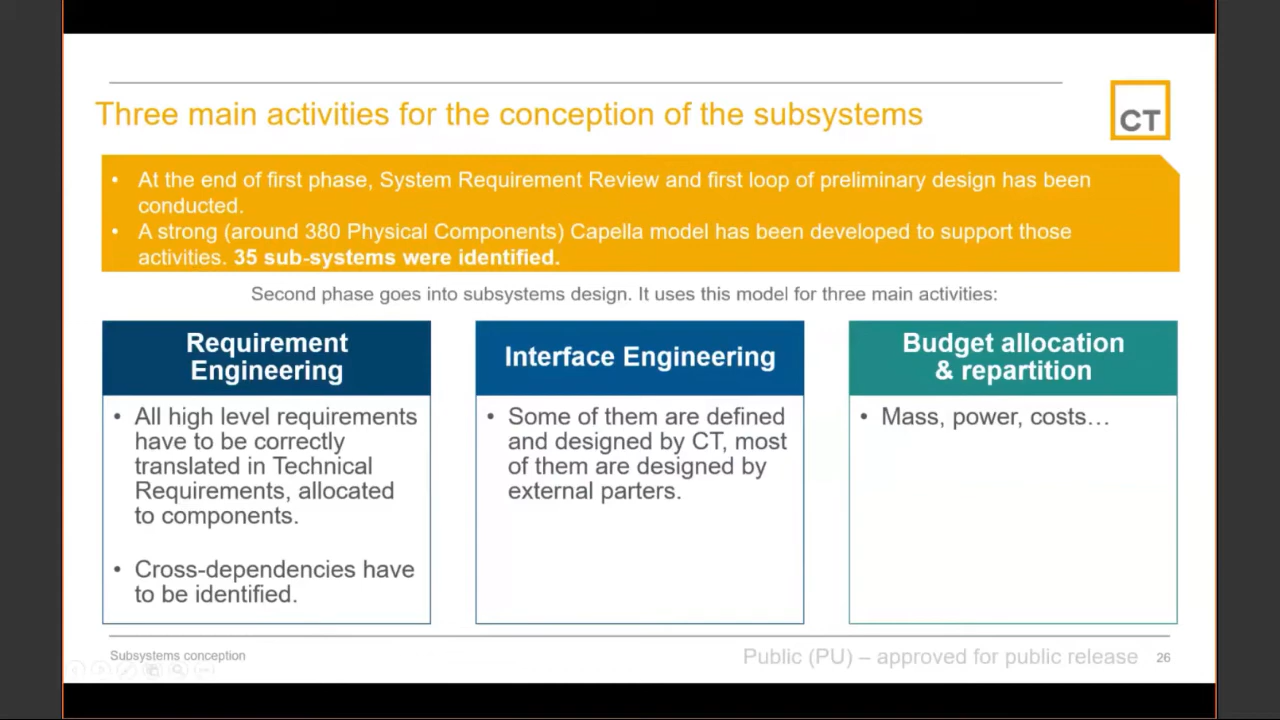 Three main activities for the conception of the subsystems
CT
• At the end of first phase, System Requirement Review and first loop of preliminary design has been
conducted.
• A strong (around 380 Physical Components) Capella model has been developed to support those
activities. 35 sub-systems were identified.
Second phase goes into subsystems design. It uses this model for three main activities:
Requirement
Engineering
• All high level requirements
have to be correctly
translated in Technical
Requirements, allocated
to components.
• Cross-dependencies have
to be identified.
Interface Engineering
• Some of them are defined
and designed by CT, most
of them are designed by
external parters.
Budget allocation
& repartition
• Mass, power, costs…
Subsystems conception
Public (PU) – approved for public release
26